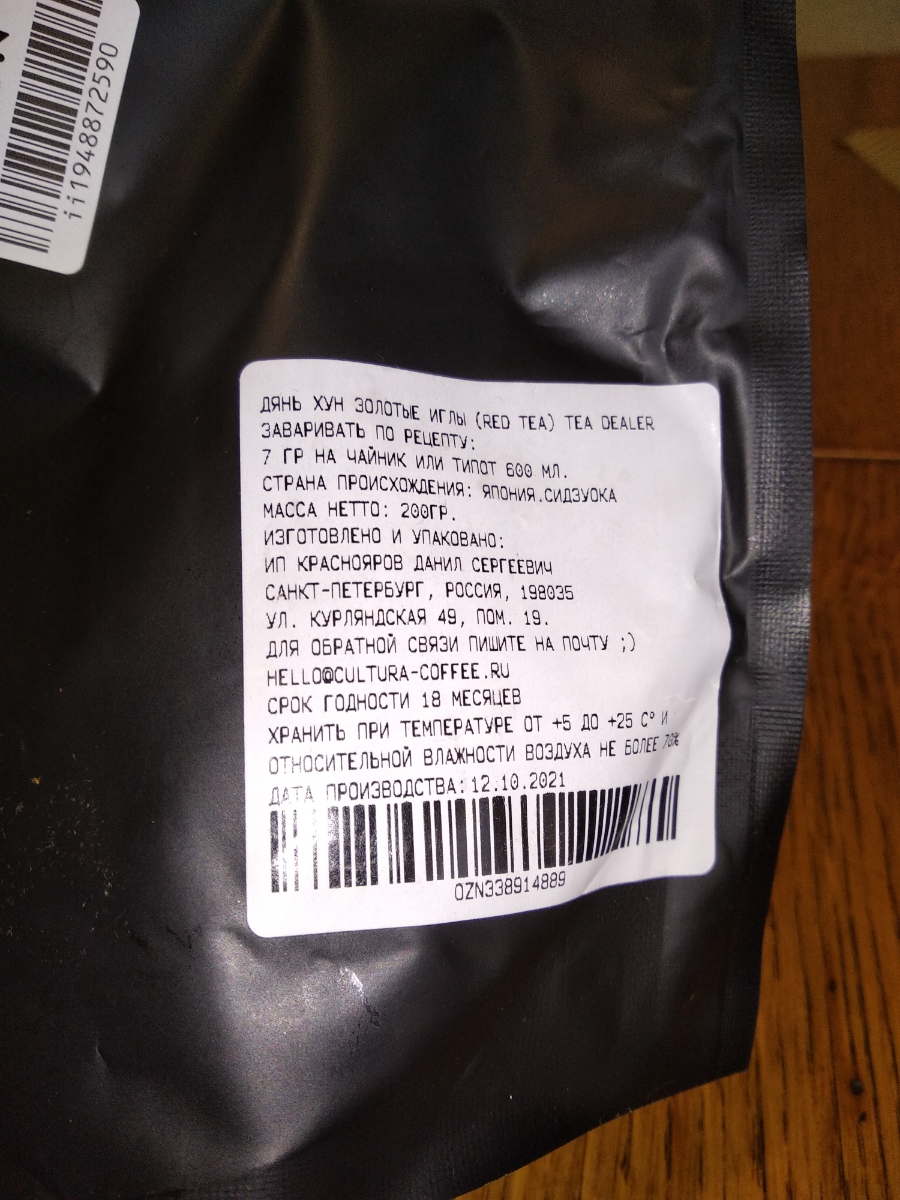 ii1948872590
ДЯНЬ ХУН ЗОЛОТЫЕ ИГЛЫ (RED TEA) TEA DEALER
ЗАВАРИВАТЬ ПО РЕЦЕПТУ:
7 ГР НА ЧАЙНИК ИЛИ ТИПОТ 600 МЛ.
СТРАНА ПРОИСХОЖДЕНИЯ: ЯПОНИЯ.СИДЗУОКА
МАССА НЕТТО: 200ГР.
ИЗГОТОВЛЕНО И УПАКОВАНО:
ИП КРАСНОЯРОВ ДАНИЛ СЕРГЕЕВИЧ
САНКТ-ПЕТЕРБУРГ, РОССИЯ, 198035
УЛ. КУРЛЯНДСКАЯ 49, ПОМ. 19.
ДЛЯ ОБРАТНОЙ СВЯЗИ ПИШИТЕ НА ПОЧТУ ;)
HELLO@CULTURA-COFFEE.RU
СРОК ГОДНОСТИ 18 МЕСЯЦЕВ
ХРАНИТЬ ПРИ ТЕМПЕРАТУРЕ ОТ +5 ДО +25 С° И
ОТНОСИТЕЛЬНОЙ ВЛАЖНОСТИ ВОЗДУХА НЕ БОЛЕЕ 70%
ДАТА ПРОИЗВОДСТВА: 12.10.2021
OZN338914889